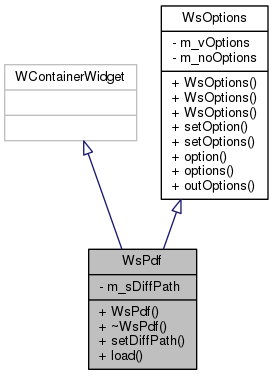 WsOptions
- m_vOptions
- m_noOptions
+ WsOptions()
+ WsOptions()
+ WsOptions()
+ setOption()
+ setOptions()
+ option()
+ options()
+ outOptions()
WContainerWidget
WsPdf
- m_sDiffPath
+ WsPdf()
+ ~WsPdf()
+ setDiffPath()
+ load()